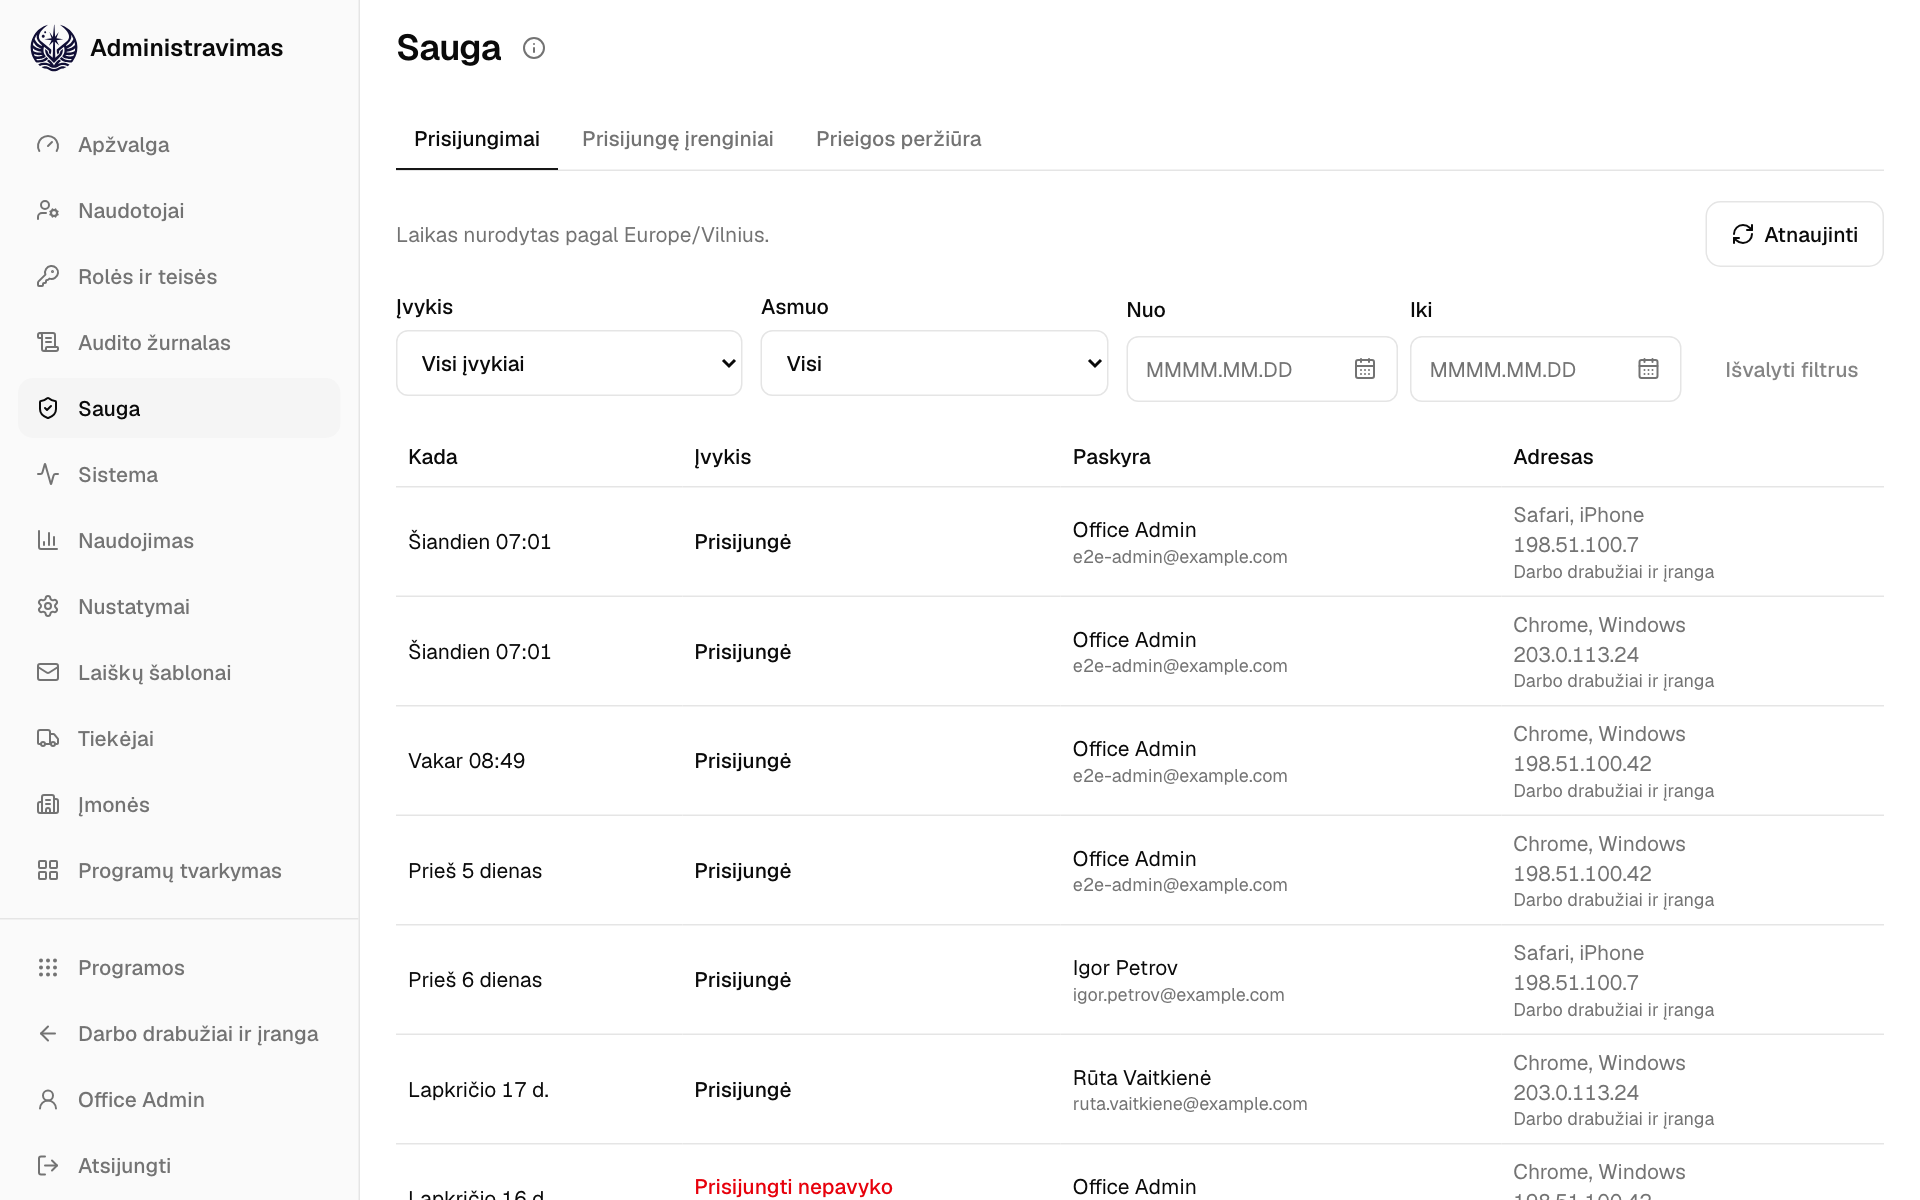 Administravimas
Apžvalga
Naudotojai
Rolės ir teisės
Audito žurnalas
Sauga
Sistema
Naudojimas
Nustatymai
Laiškų šablonai
Tiekėjai
Įmonės
Programų tvarkymas
Programos
Darbo drabužiai ir įranga
Office Admin
Atsijungti
Sauga
Prisijungimai Prisijungę įrenginiai Prieigos peržiūra
Laikas nurodytas pagal Europe/Vilnius.
Atnaujinti
Įvykis Asmuo Nuo Iki
Visi įvykiai Visi MMMM.MM.DD MMMM.MM.DD Išvalyti filtrus
Kada Įvykis Paskyra Adresas
Šiandien 07:01 Prisijungė
Office Admin
e2e-admin@example.com
Safari, iPhone
198.51.100.7
Darbo drabužiai ir įranga
Šiandien 07:01 Prisijungė
Office Admin
e2e-admin@example.com
Chrome, Windows
203.0.113.24
Darbo drabužiai ir įranga
Vakar 08:49 Prisijungė
Office Admin
e2e-admin@example.com
Chrome, Windows
198.51.100.42
Darbo drabužiai ir įranga
Prieš 5 dienas Prisijungė
Office Admin
e2e-admin@example.com
Chrome, Windows
198.51.100.42
Darbo drabužiai ir įranga
Prieš 6 dienas Prisijungė
Igor Petrov
igor.petrov@example.com
Safari, iPhone
198.51.100.7
Darbo drabužiai ir įranga
Lapkričio 17 d. Prisijungė
Rūta Vaitkienė
ruta.vaitkiene@example.com
Chrome, Windows
203.0.113.24
Darbo drabužiai ir įranga
Lapkričio 16 d.
Prisijungti nepavyko
Office Admin
Chrome, Windows
198.51.100.42